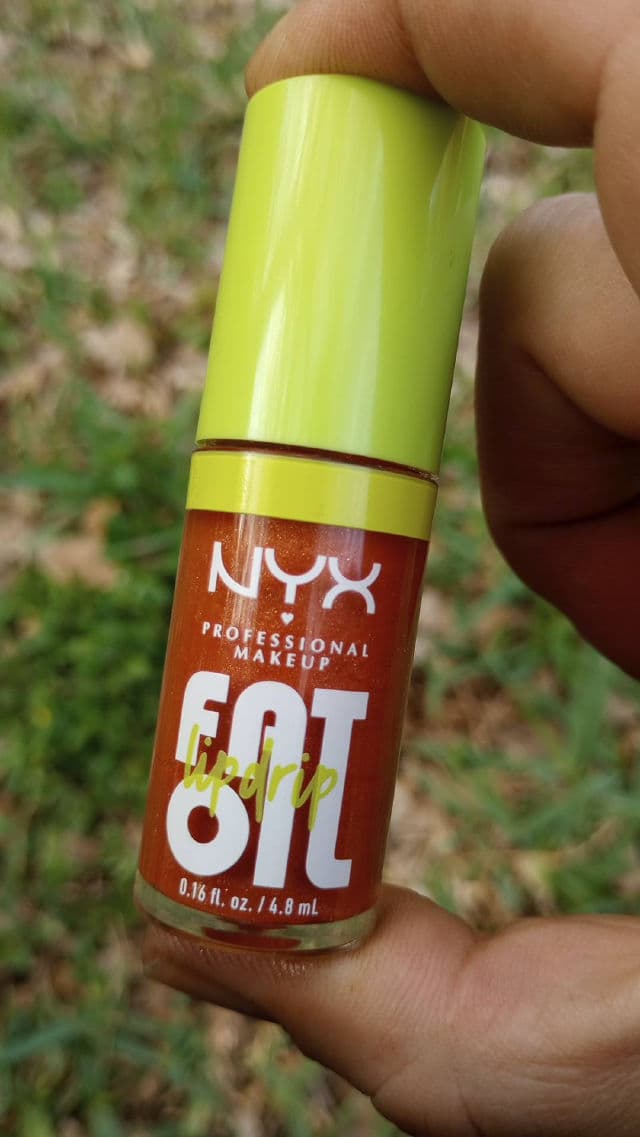 NYX
PROFESSIONAL
MAKEUP
FAT
lip drip
OIL
0.16 fl. oz. / 4.8 mL